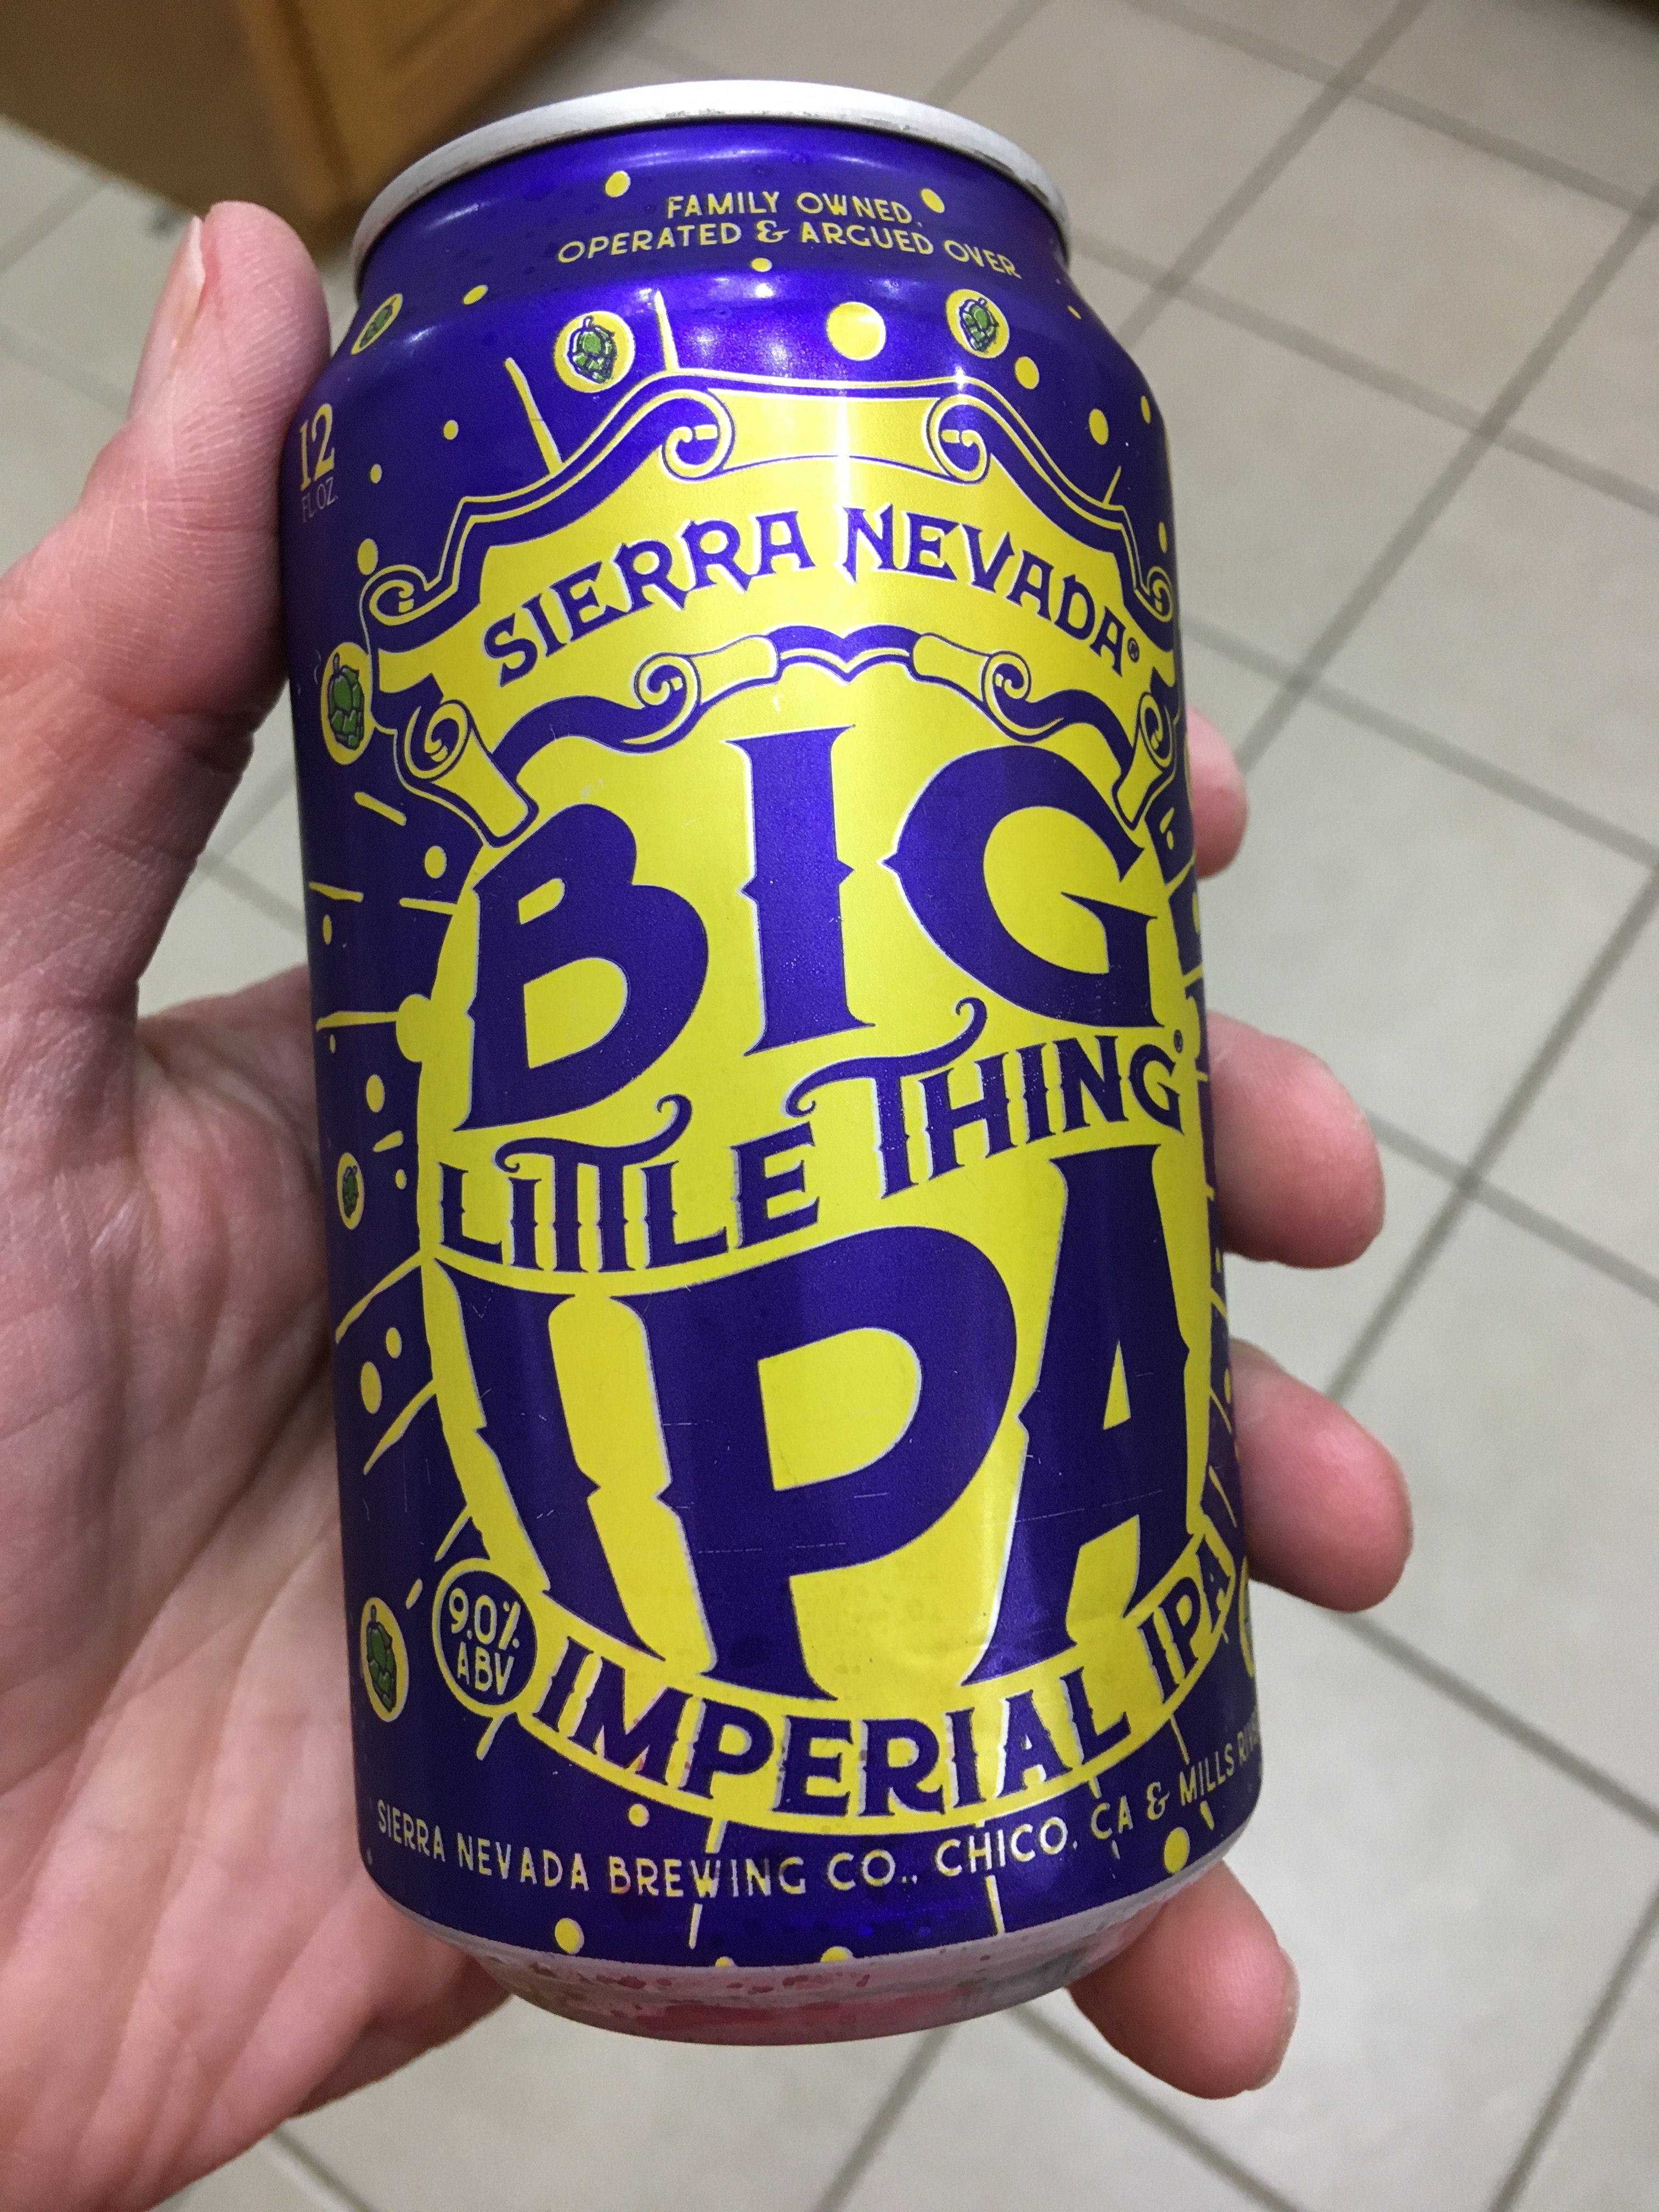 FAMILY OWNED,
OPERATED & ARGUED OVER
12
FL OZ.
SIERRA NEVADA®
BIG
LITTLE THING®
IPA
9.0% ABV
IMPERIAL IPA
SIERRA NEVADA BREWING CO., CHICO, CA & MILLS